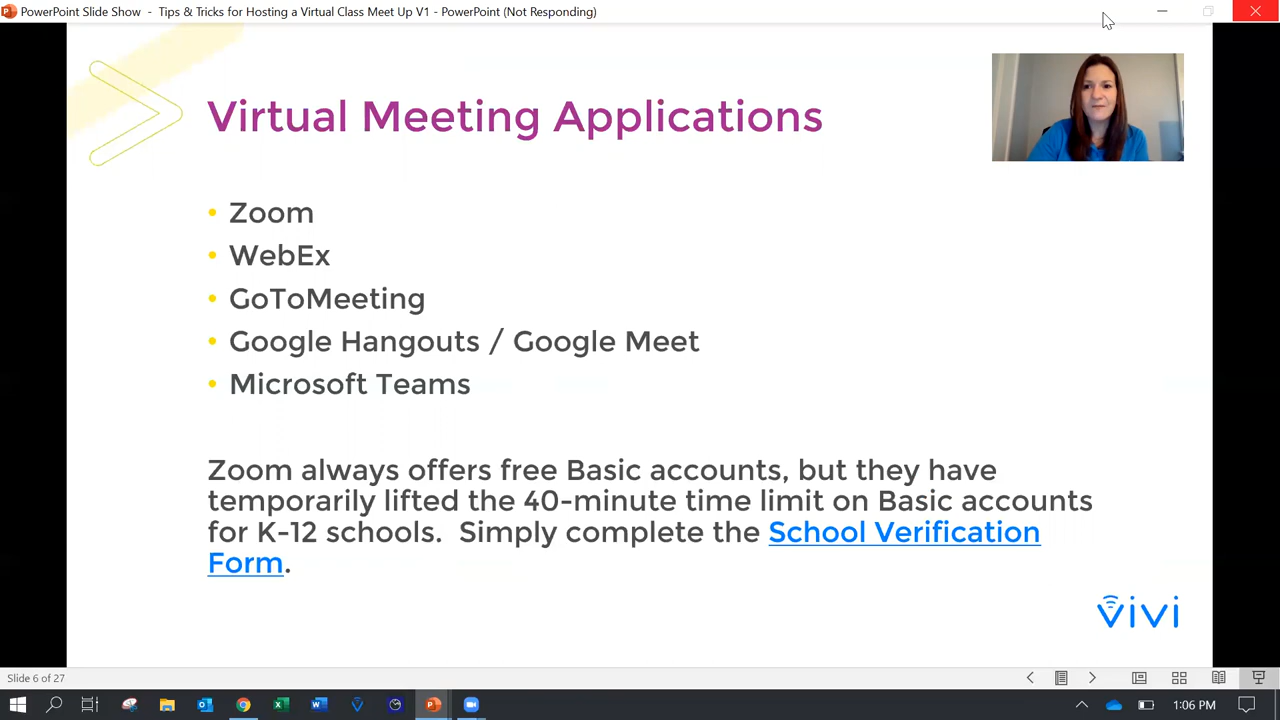 PowerPoint Slide Show - Tips & Tricks for Hosting a Virtual Class Meet Up V1 - PowerPoint (Not Responding)
Virtual Meeting Applications
• Zoom
• WebEx
• GoToMeeting
• Google Hangouts / Google Meet
• Microsoft Teams
Zoom always offers free Basic accounts, but they have
temporarily lifted the 40-minute time limit on Basic accounts
for K-12 schools.  Simply complete the School Verification
Form.
vivi
Slide 6 of 27
1:06 PM